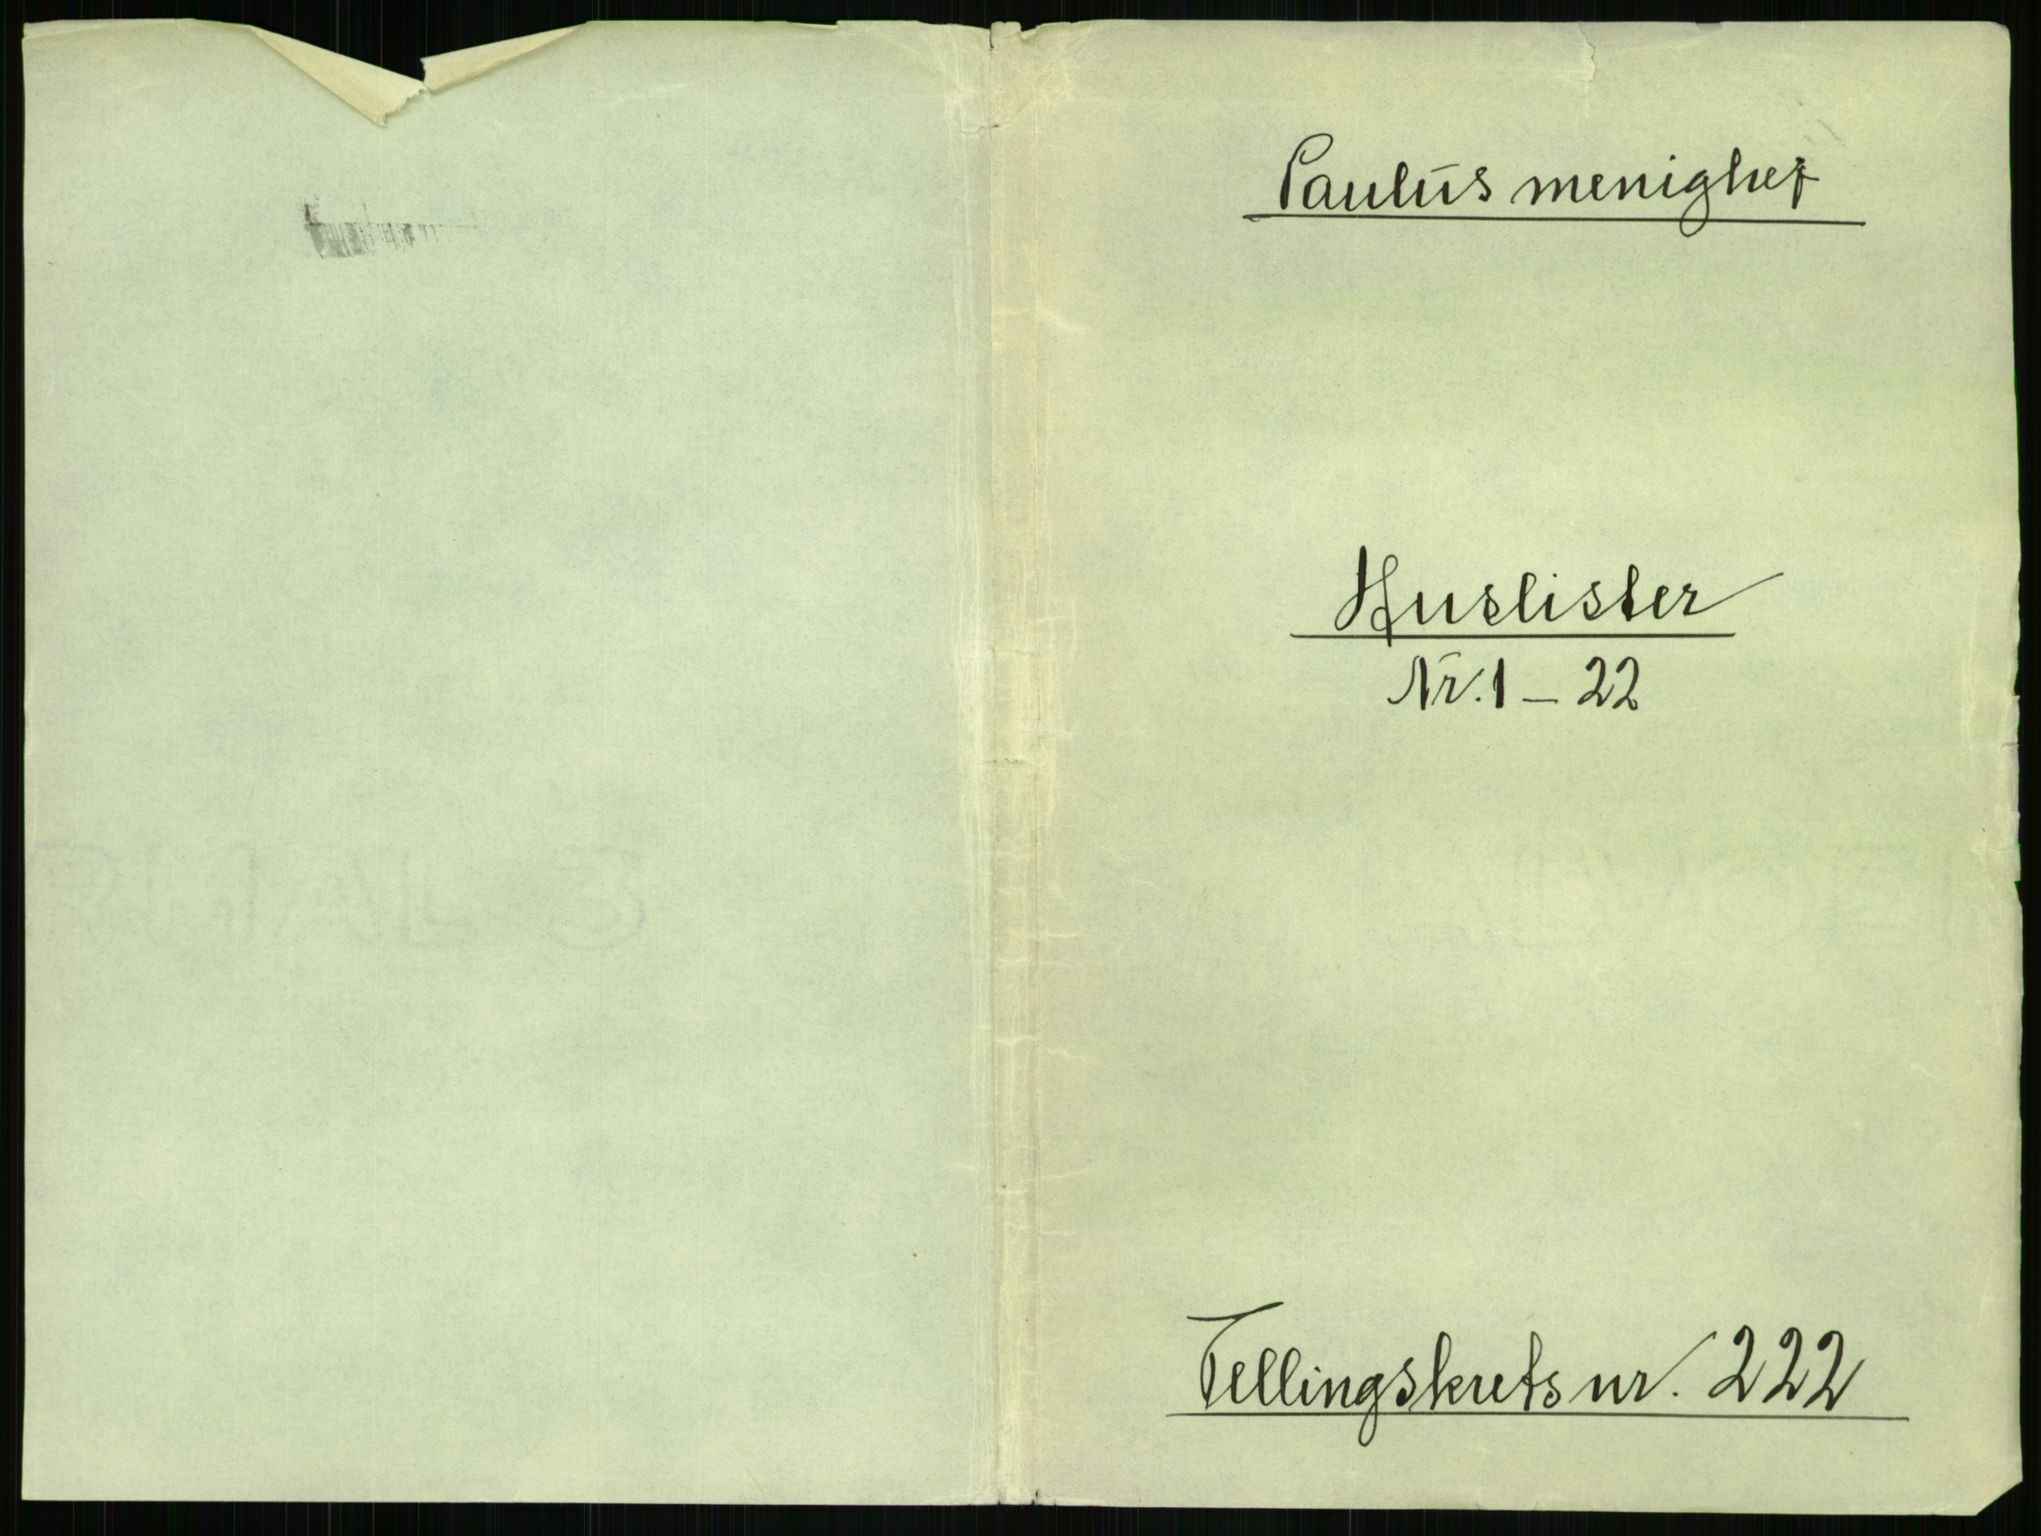 Paulus menighet
Huslister
Nr. 1 – 22
Tellingskrets nr. 222